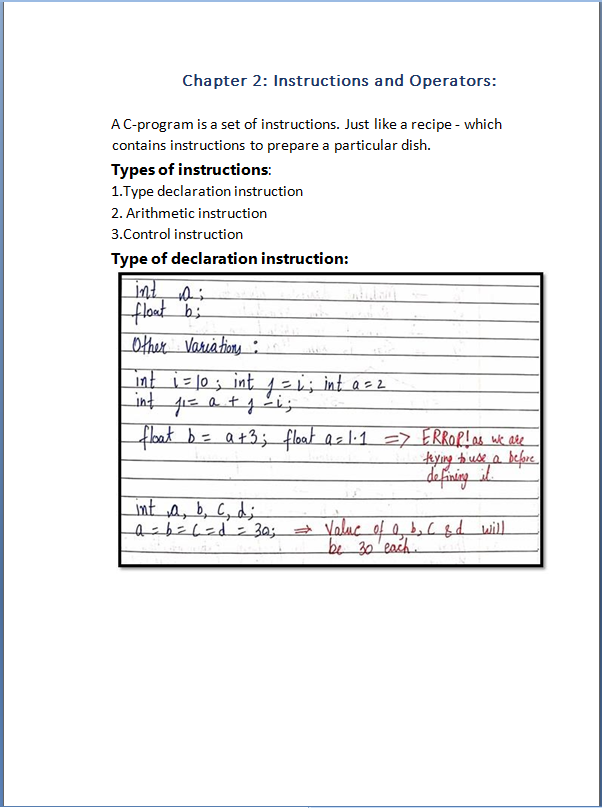 Chapter 2: Instructions and Operators:
A C-program is a set of instructions. Just like a recipe - which
contains instructions to prepare a particular dish.
Types of instructions:
1.Type declaration instruction
2. Arithmetic instruction
3.Control instruction
Type of declaration instruction:
int a;
float b;
Other Variations :
int i=10; int j=i; int a=2
int j1= a + j - i;
float b = a+3; float a=1.1 => ERROR! as we are
trying to use a before
defining it.
int a, b, c, d;
a = b = c = d = 30; => Value of a, b, c & d will
be 30 each.